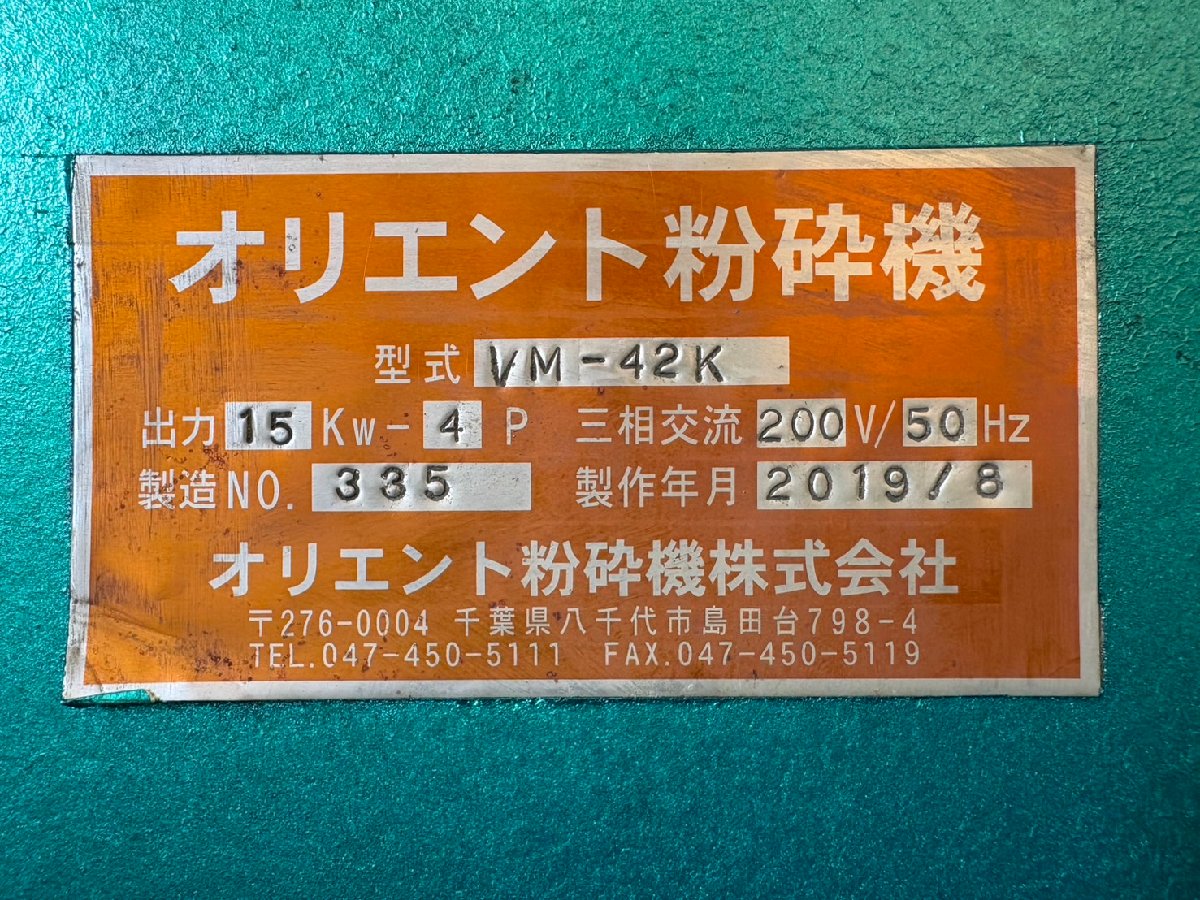 オリエント粉砕機
型式 VM-42K
出力 15 Kw- 4 P 三相交流 200 V/ 50 Hz
製造NO. 335 製作年月 2019/8
オリエント粉砕機株式会社
〒276-0004 千葉県八千代市島田台798-4
TEL.047-450-5111 FAX.047-450-5119